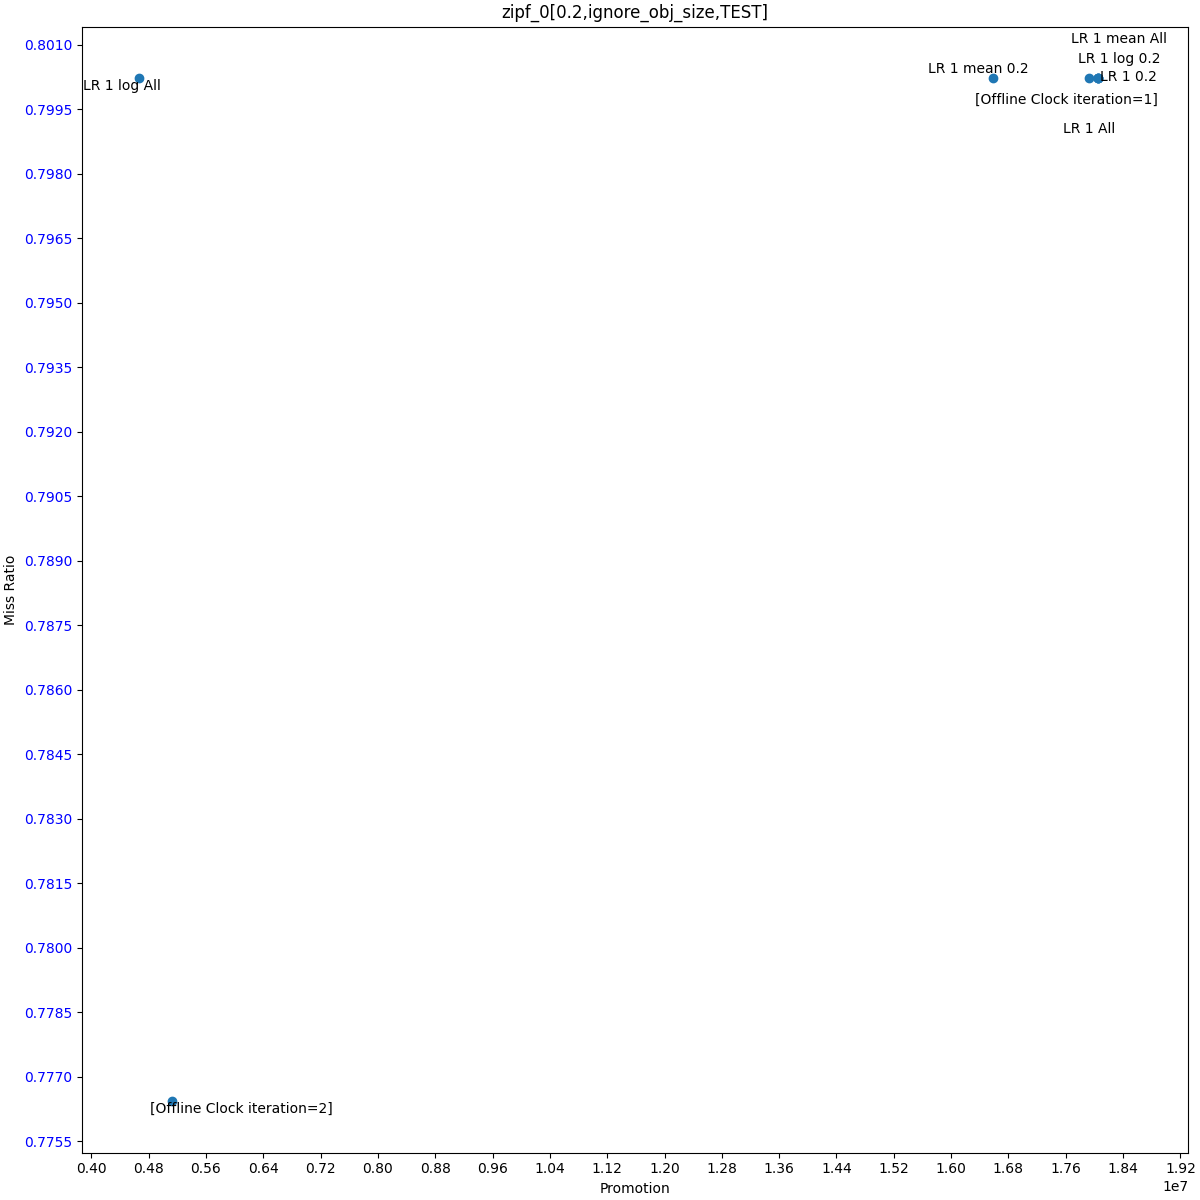 zipf_0[0.2,ignore_obj_size,TEST]
0.8010
0.7995
0.7980
0.7965
0.7950
0.7935
0.7920
0.7905
0.7890
0.7875
0.7860
0.7845
0.7830
0.7815
0.7800
0.7785
0.7770
0.7755
Miss Ratio
LR 1 mean All
LR 1 log 0.2
LR 1 mean 0.2
LR 1 0.2
LR 1 log All
[Offline Clock iteration=1]
LR 1 All
[Offline Clock iteration=2]
0.40 0.48 0.56 0.64 0.72 0.80 0.88 0.96 1.04 1.12 1.20 1.28 1.36 1.44 1.52 1.60 1.68 1.76 1.84 1.92
1e7
Promotion